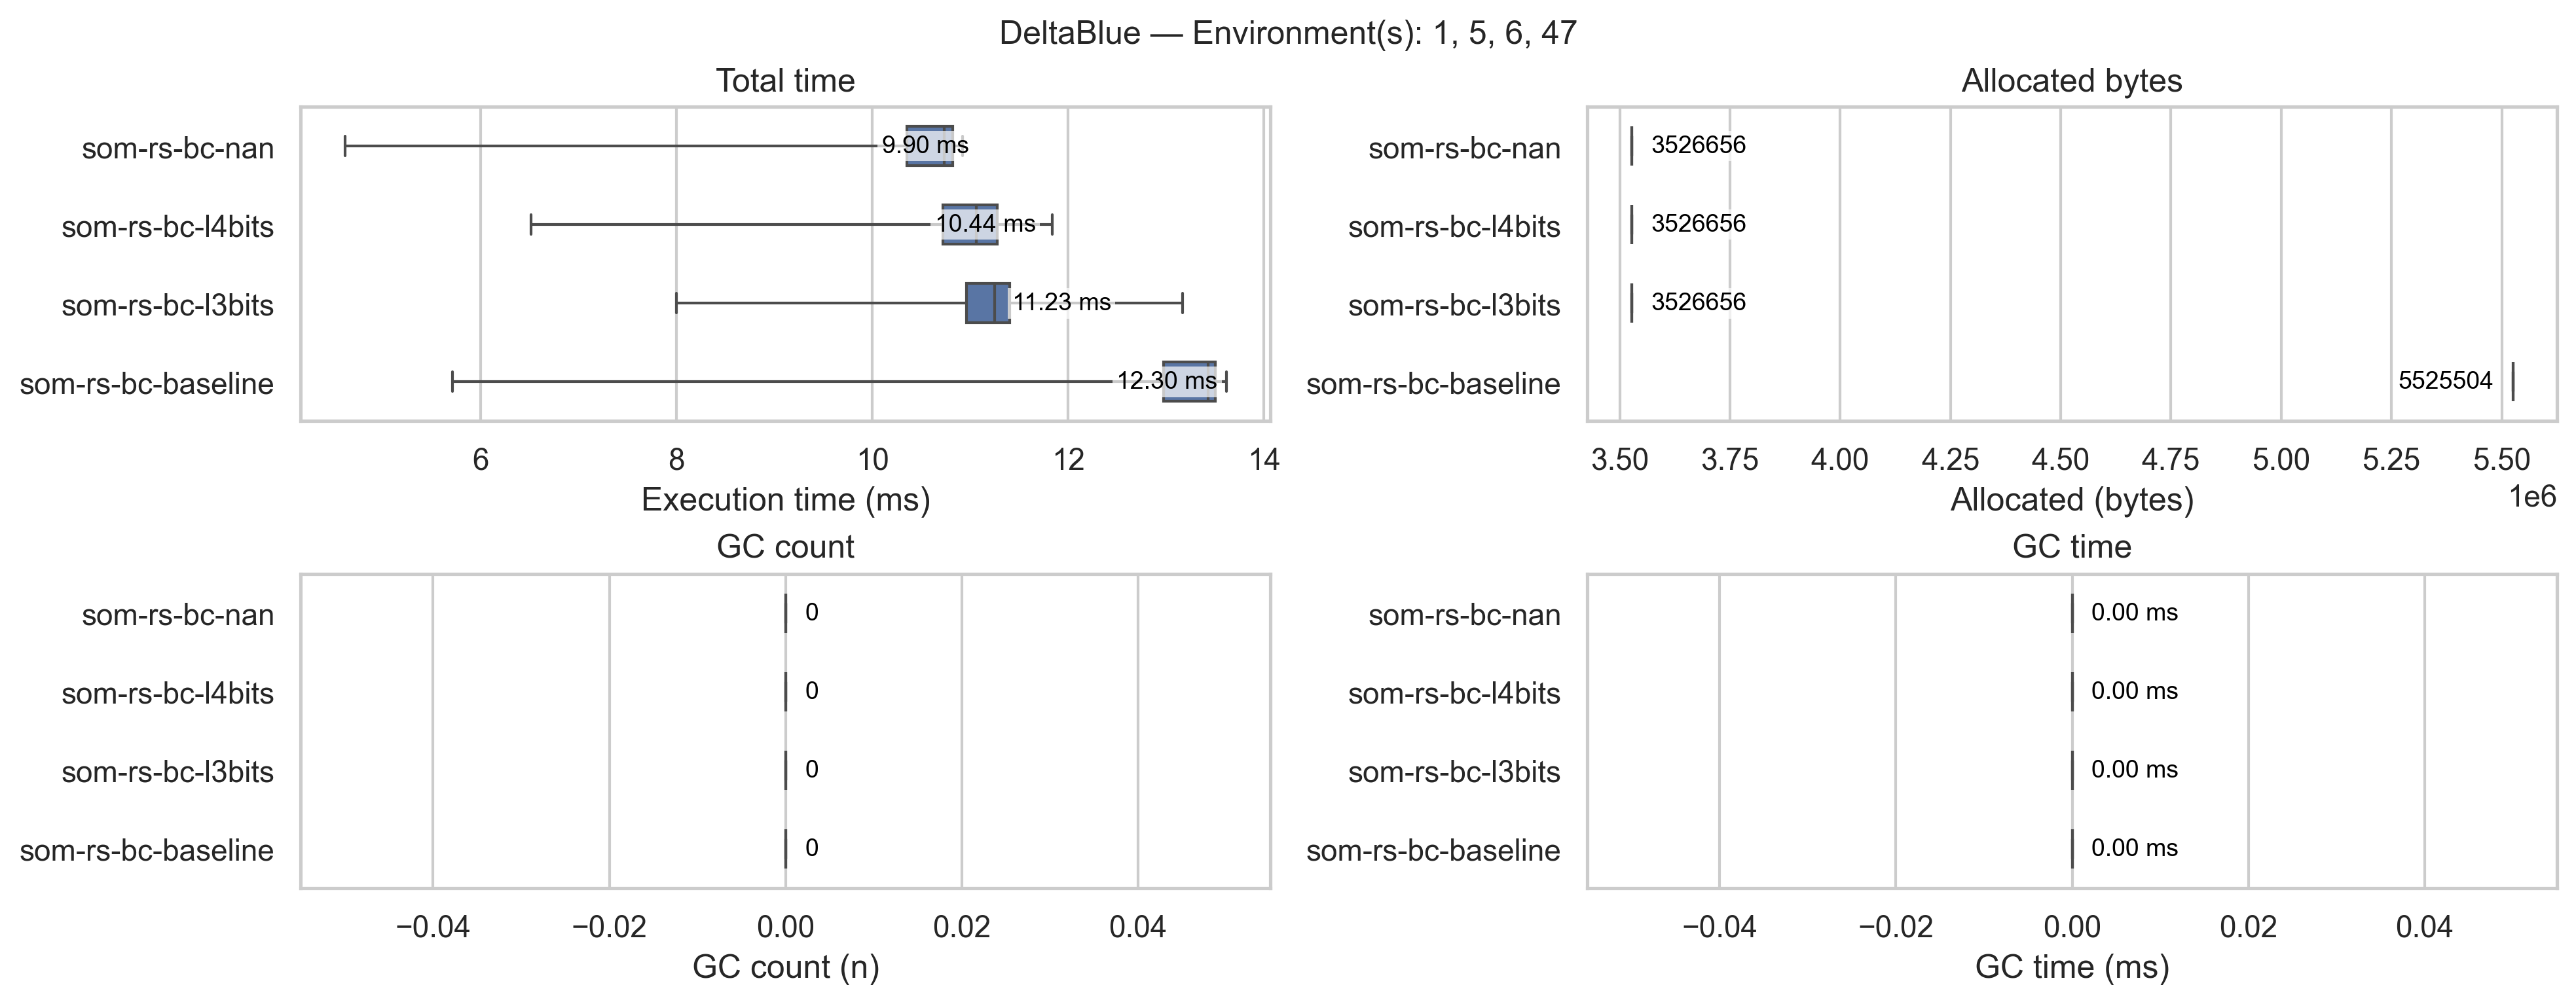 DeltaBlue — Environment(s): 1, 5, 6, 47
Total time
som-rs-bc-nan
9.90 ms
som-rs-bc-l4bits
10.44 ms
som-rs-bc-l3bits
11.23 ms
som-rs-bc-baseline
12.30 ms
6 8 10 12 14
Execution time (ms)
Allocated bytes
som-rs-bc-nan
3526656
som-rs-bc-l4bits
3526656
som-rs-bc-l3bits
3526656
som-rs-bc-baseline
5525504
3.50 3.75 4.00 4.25 4.50 4.75 5.00 5.25 5.50
1e6
Allocated (bytes)
GC count
som-rs-bc-nan
0
som-rs-bc-l4bits
0
som-rs-bc-l3bits
0
som-rs-bc-baseline
0
−0.04 −0.02 0.00 0.02 0.04
GC count (n)
GC time
som-rs-bc-nan
0.00 ms
som-rs-bc-l4bits
0.00 ms
som-rs-bc-l3bits
0.00 ms
som-rs-bc-baseline
0.00 ms
−0.04 −0.02 0.00 0.02 0.04
GC time (ms)